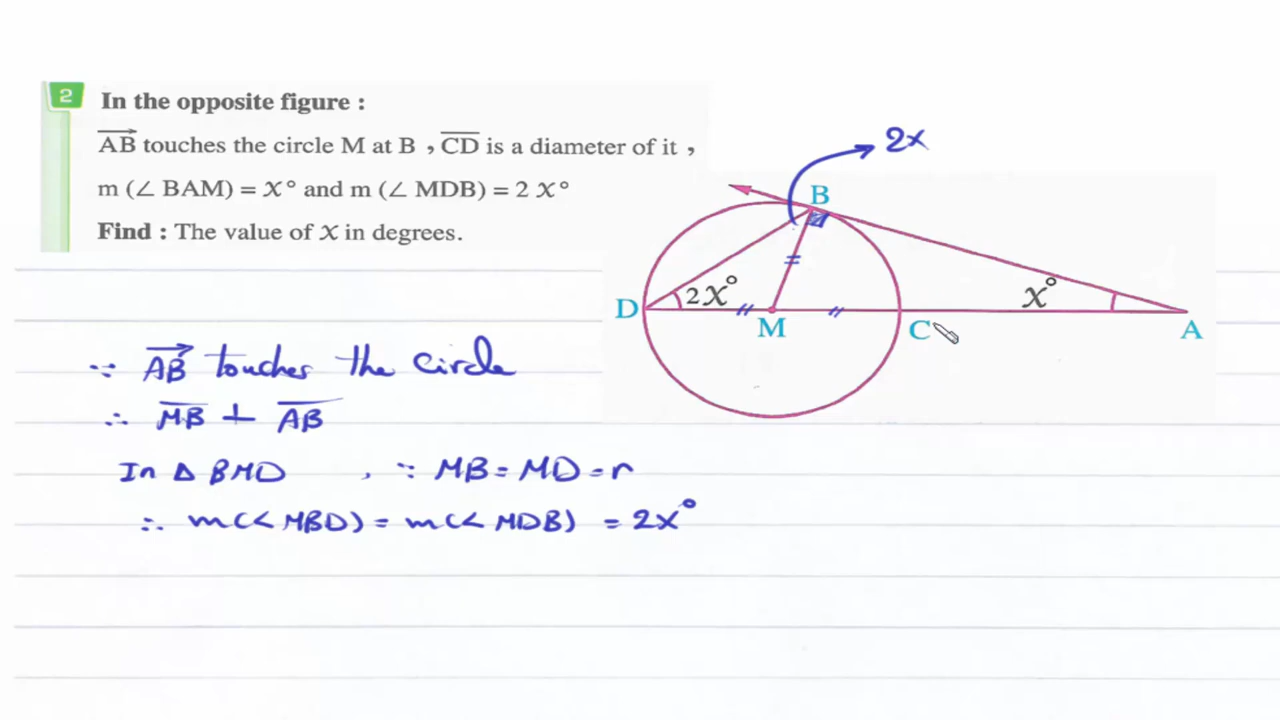 2 In the opposite figure :
AB touches the circle M at B , CD is a diameter of it ,
m (∠ BAM) = X° and m (∠ MDB) = 2 X°
Find : The value of X in degrees.
2x
B
D
2X°
M
C
X°
A
∵ AB touches the circle
∴ MB ⊥ AB
In Δ BMD , ∵ MB = MD = r
∴ m(∠ MBD) = m(∠ MDB) = 2x°